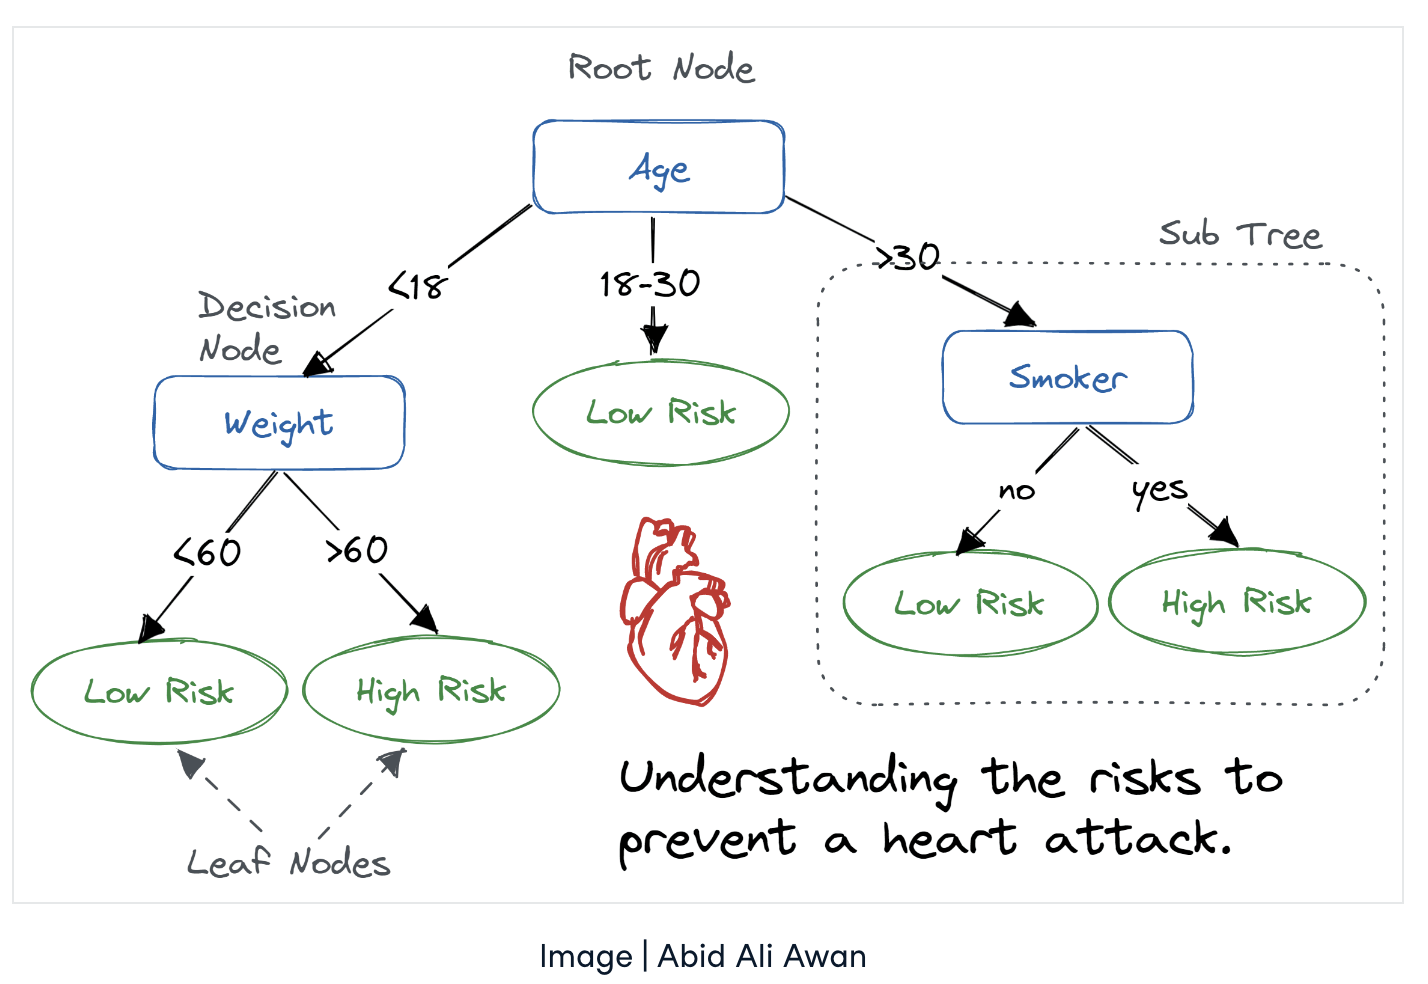 Root Node
Age
<18
18-30
>30
Sub Tree
Decision
Node
Weight
Low Risk
Smoker
<60
>60
no
yes
Low Risk
High Risk
Low Risk
High Risk
Leaf Nodes
Understanding the risks to
prevent a heart attack.
Image | Abid Ali Awan